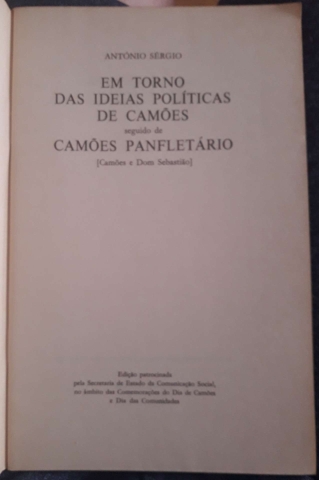 ANTÓNIO SÉRGIO
EM TORNO
DAS IDEIAS POLÍTICAS
DE CAMÕES
seguido de
CAMÕES PANFLETÁRIO
[Camões e Dom Sebastião]
Edição patrocinada
pela Secretaria de Estado da Comunicação Social,
no âmbito das Comemorações do Dia de Camões
e Dia das Comunidades